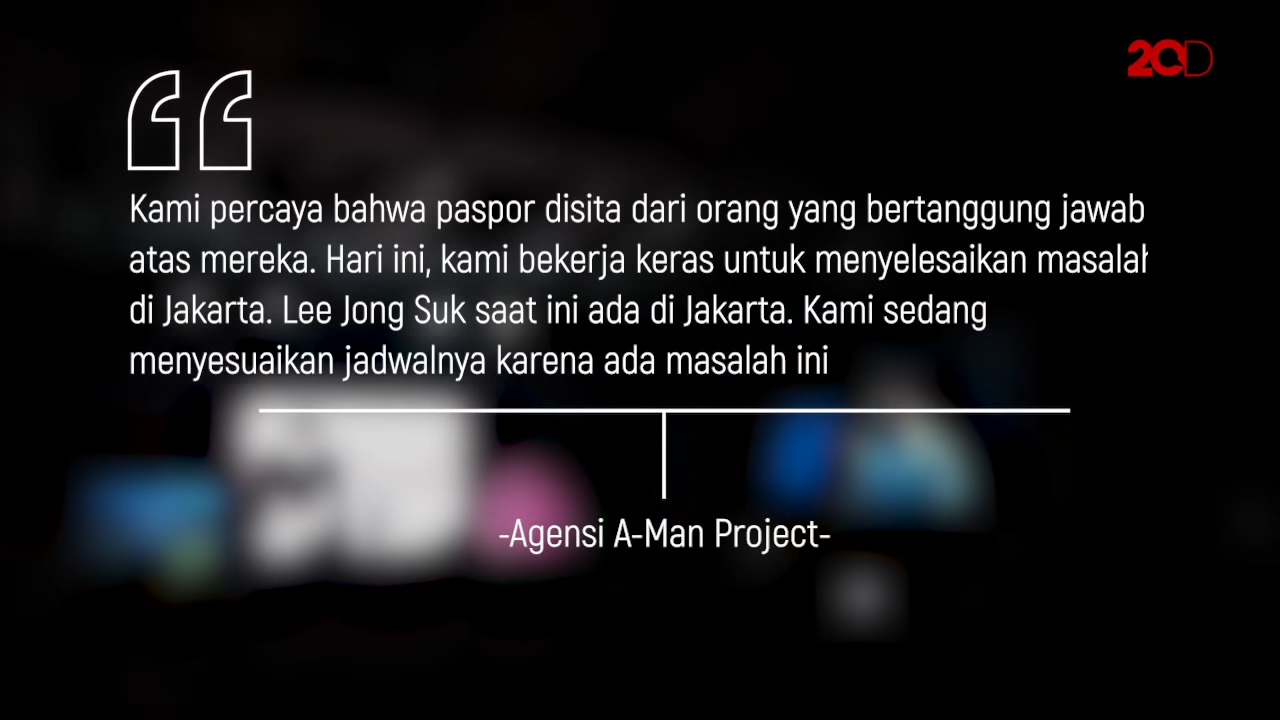 20D
Kami percaya bahwa paspor disita dari orang yang bertanggung jawab
atas mereka. Hari ini, kami bekerja keras untuk menyelesaikan masalah
di Jakarta. Lee Jong Suk saat ini ada di Jakarta. Kami sedang
menyesuaikan jadwalnya karena ada masalah ini
-Agensi A-Man Project-